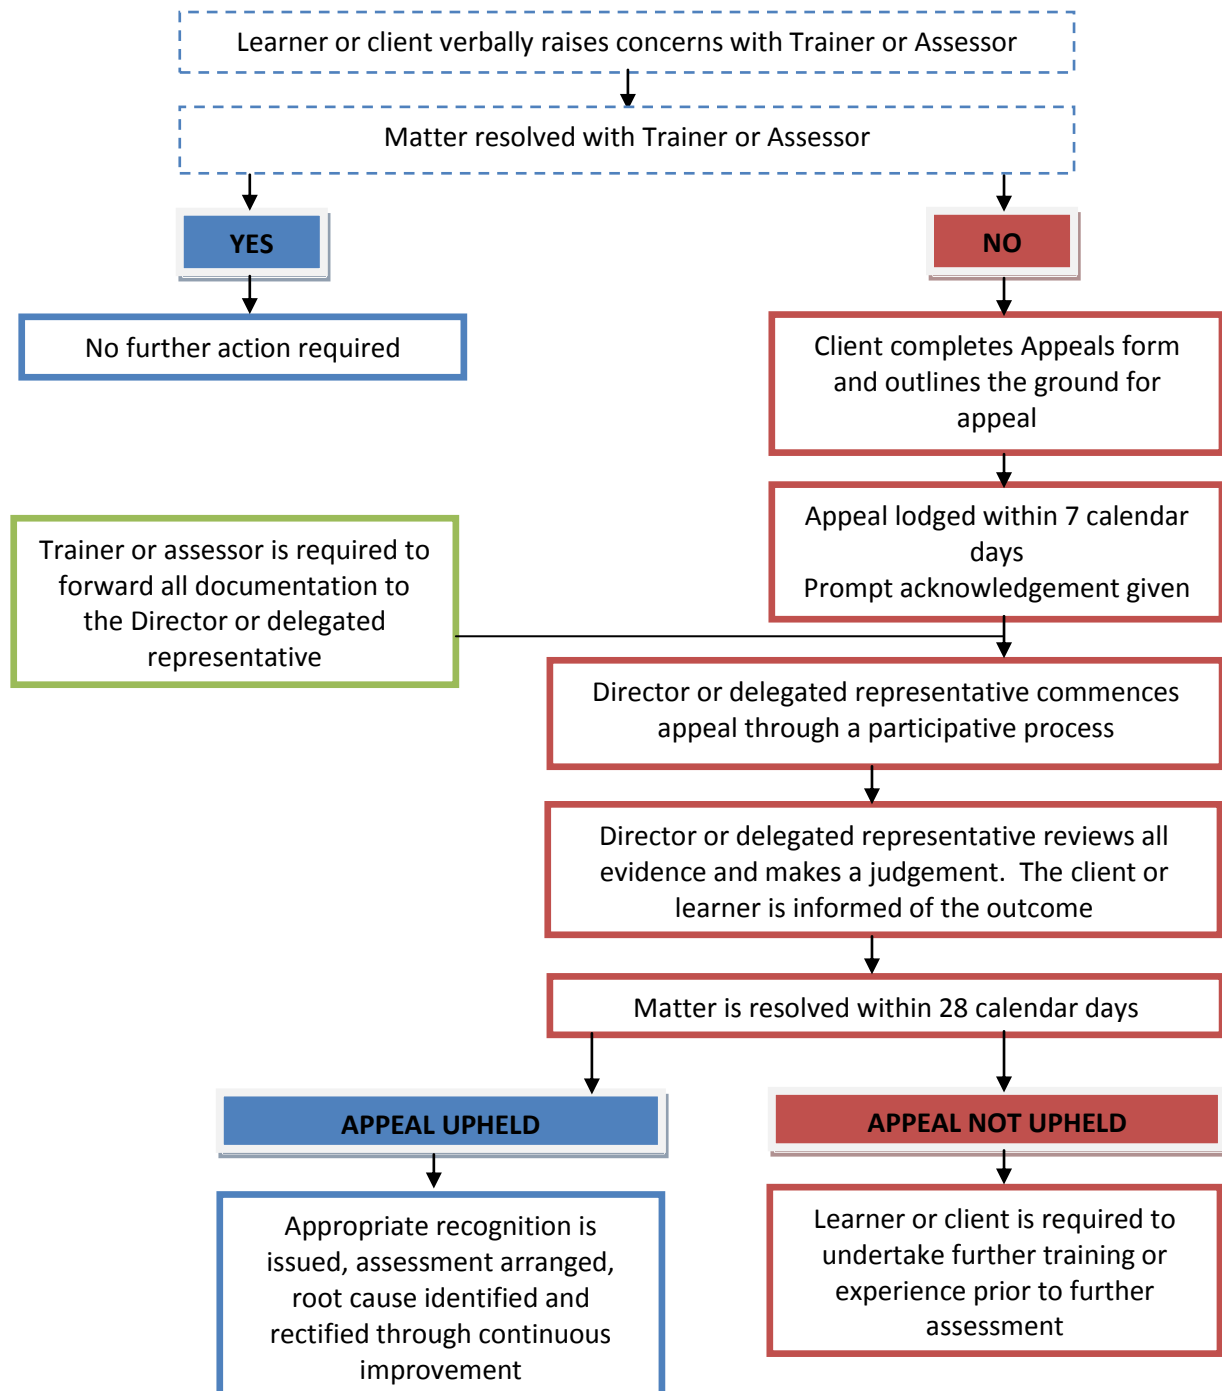 Learner or client verbally raises concerns with Trainer or Assessor
Matter resolved with Trainer or Assessor
YES
NO
No further action required
Client completes Appeals form
and outlines the ground for
appeal
Appeal lodged within 7 calendar
days
Prompt acknowledgement given
Trainer or assessor is required to
forward all documentation to
the Director or delegated
representative
Director or delegated representative commences
appeal through a participative process
Director or delegated representative reviews all
evidence and makes a judgement.  The client or
learner is informed of the outcome
Matter is resolved within 28 calendar days
APPEAL UPHELD
APPEAL NOT UPHELD
Appropriate recognition is
issued, assessment arranged,
root cause identified and
rectified through continuous
improvement
Learner or client is required to
undertake further training or
experience prior to further
assessment